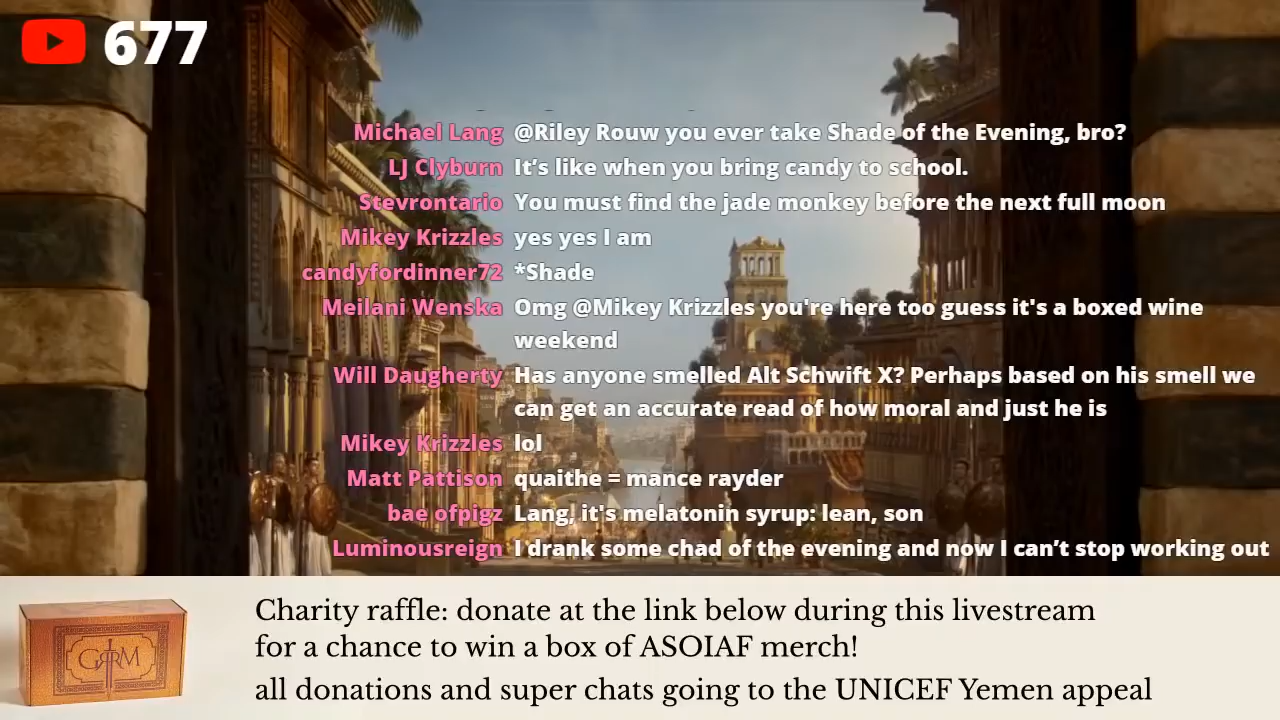 677
Michael Lang @Riley Rouw you ever take Shade of the Evening, bro?
LJ Clyburn It’s like when you bring candy to school.
Stevrontario You must find the jade monkey before the next full moon
Mikey Krizzles yes yes I am
candyfordinner72 *Shade
Meilani Wenska Omg @Mikey Krizzles you're here too guess it's a boxed wine
weekend
Will Daugherty Has anyone smelled Alt Schwift X? Perhaps based on his smell we
can get an accurate read of how moral and just he is
Mikey Krizzles lol
Matt Pattison quaithe = mance rayder
bae ofpigz Lang, it's melatonin syrup: lean, son
Luminousreign I drank some chad of the evening and now I can’t stop working out
GRRM
Charity raffle: donate at the link below during this livestream
for a chance to win a box of ASOIAF merch!
all donations and super chats going to the UNICEF Yemen appeal